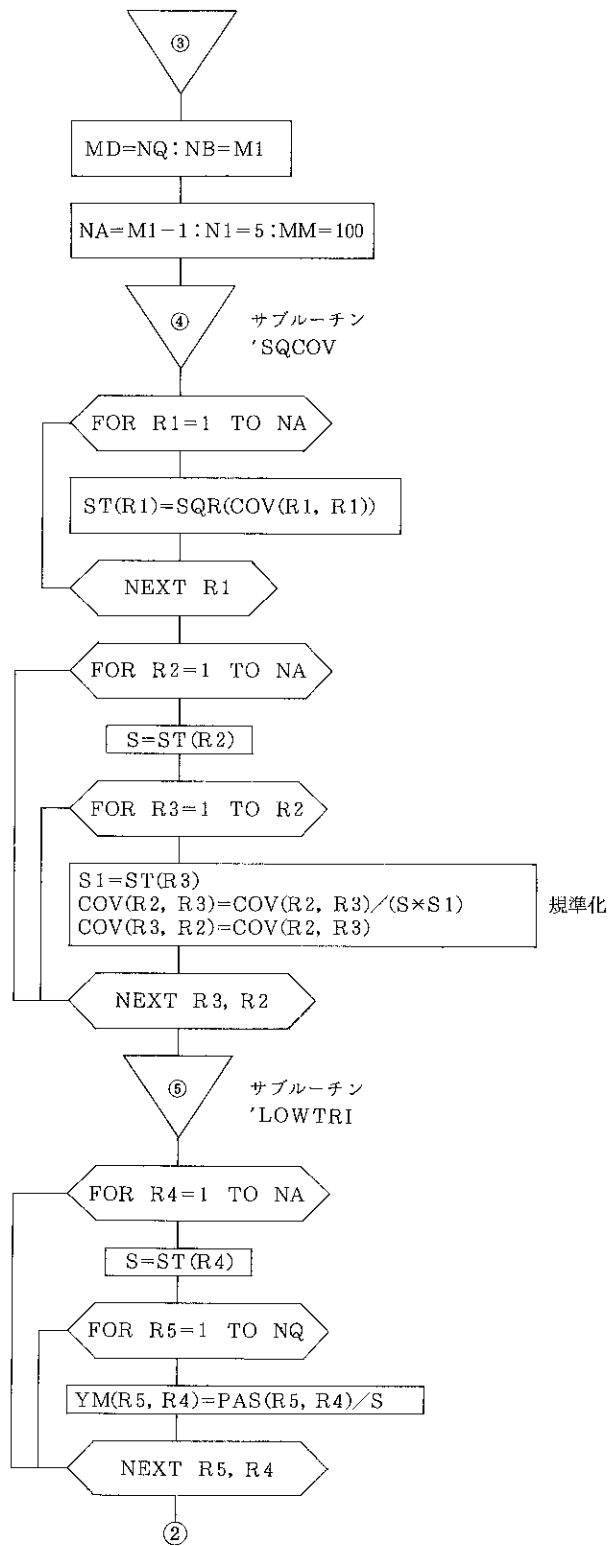 ③
MD=NQ:NB=M1
NA=M1-1:N1=5:MM=100
④
サブルーチン
'SQCOV
FOR R1=1 TO NA
ST(R1)=SQR(COV(R1, R1))
NEXT R1
FOR R2=1 TO NA
S=ST(R2)
FOR R3=1 TO R2
S1=ST(R3)
COV(R2, R3)=COV(R2, R3)/(S*S1)
COV(R3, R2)=COV(R2, R3)
規準化
NEXT R3, R2
⑤
サブルーチン
'LOWTRI
FOR R4=1 TO NA
S=ST(R4)
FOR R5=1 TO NQ
YM(R5, R4)=PAS(R5, R4)/S
NEXT R5, R4
②